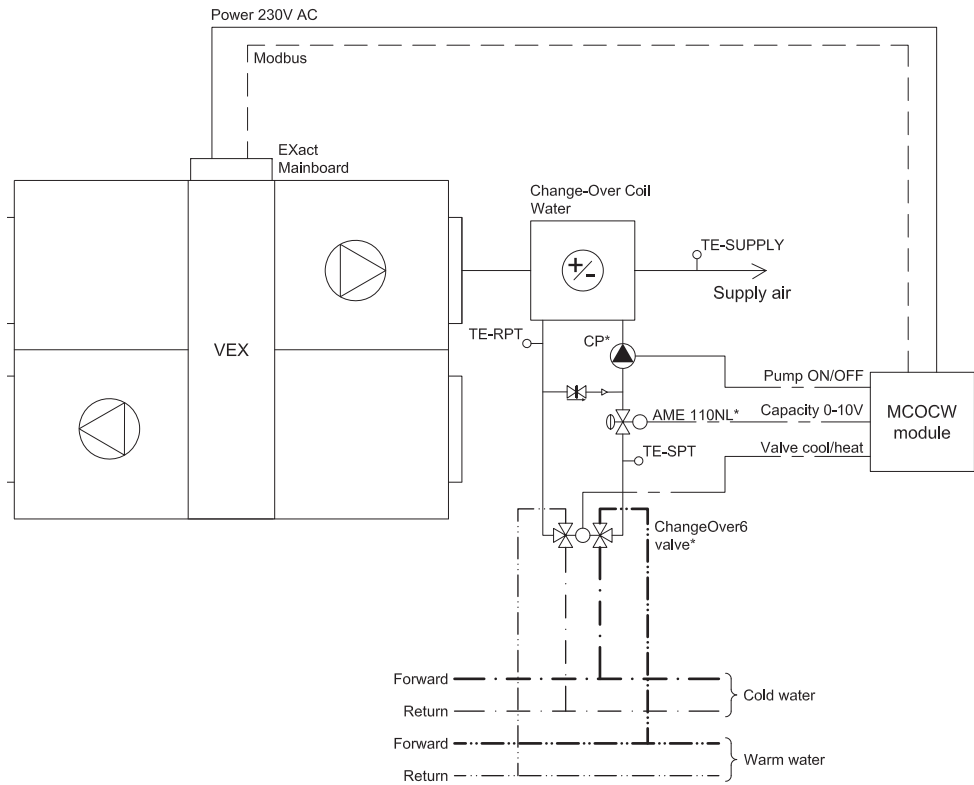 Power 230V AC
Modbus
EXact
Mainboard
Change-Over Coil
Water
TE-SUPPLY
+/-
Supply air
TE-RPT
CP*
VEX
Pump ON/OFF
AME 110NL*
Capacity 0-10V
MCOCW
module
Valve cool/heat
TE-SPT
ChangeOver6
valve*
Forward
Cold water
Return
Forward
Warm water
Return